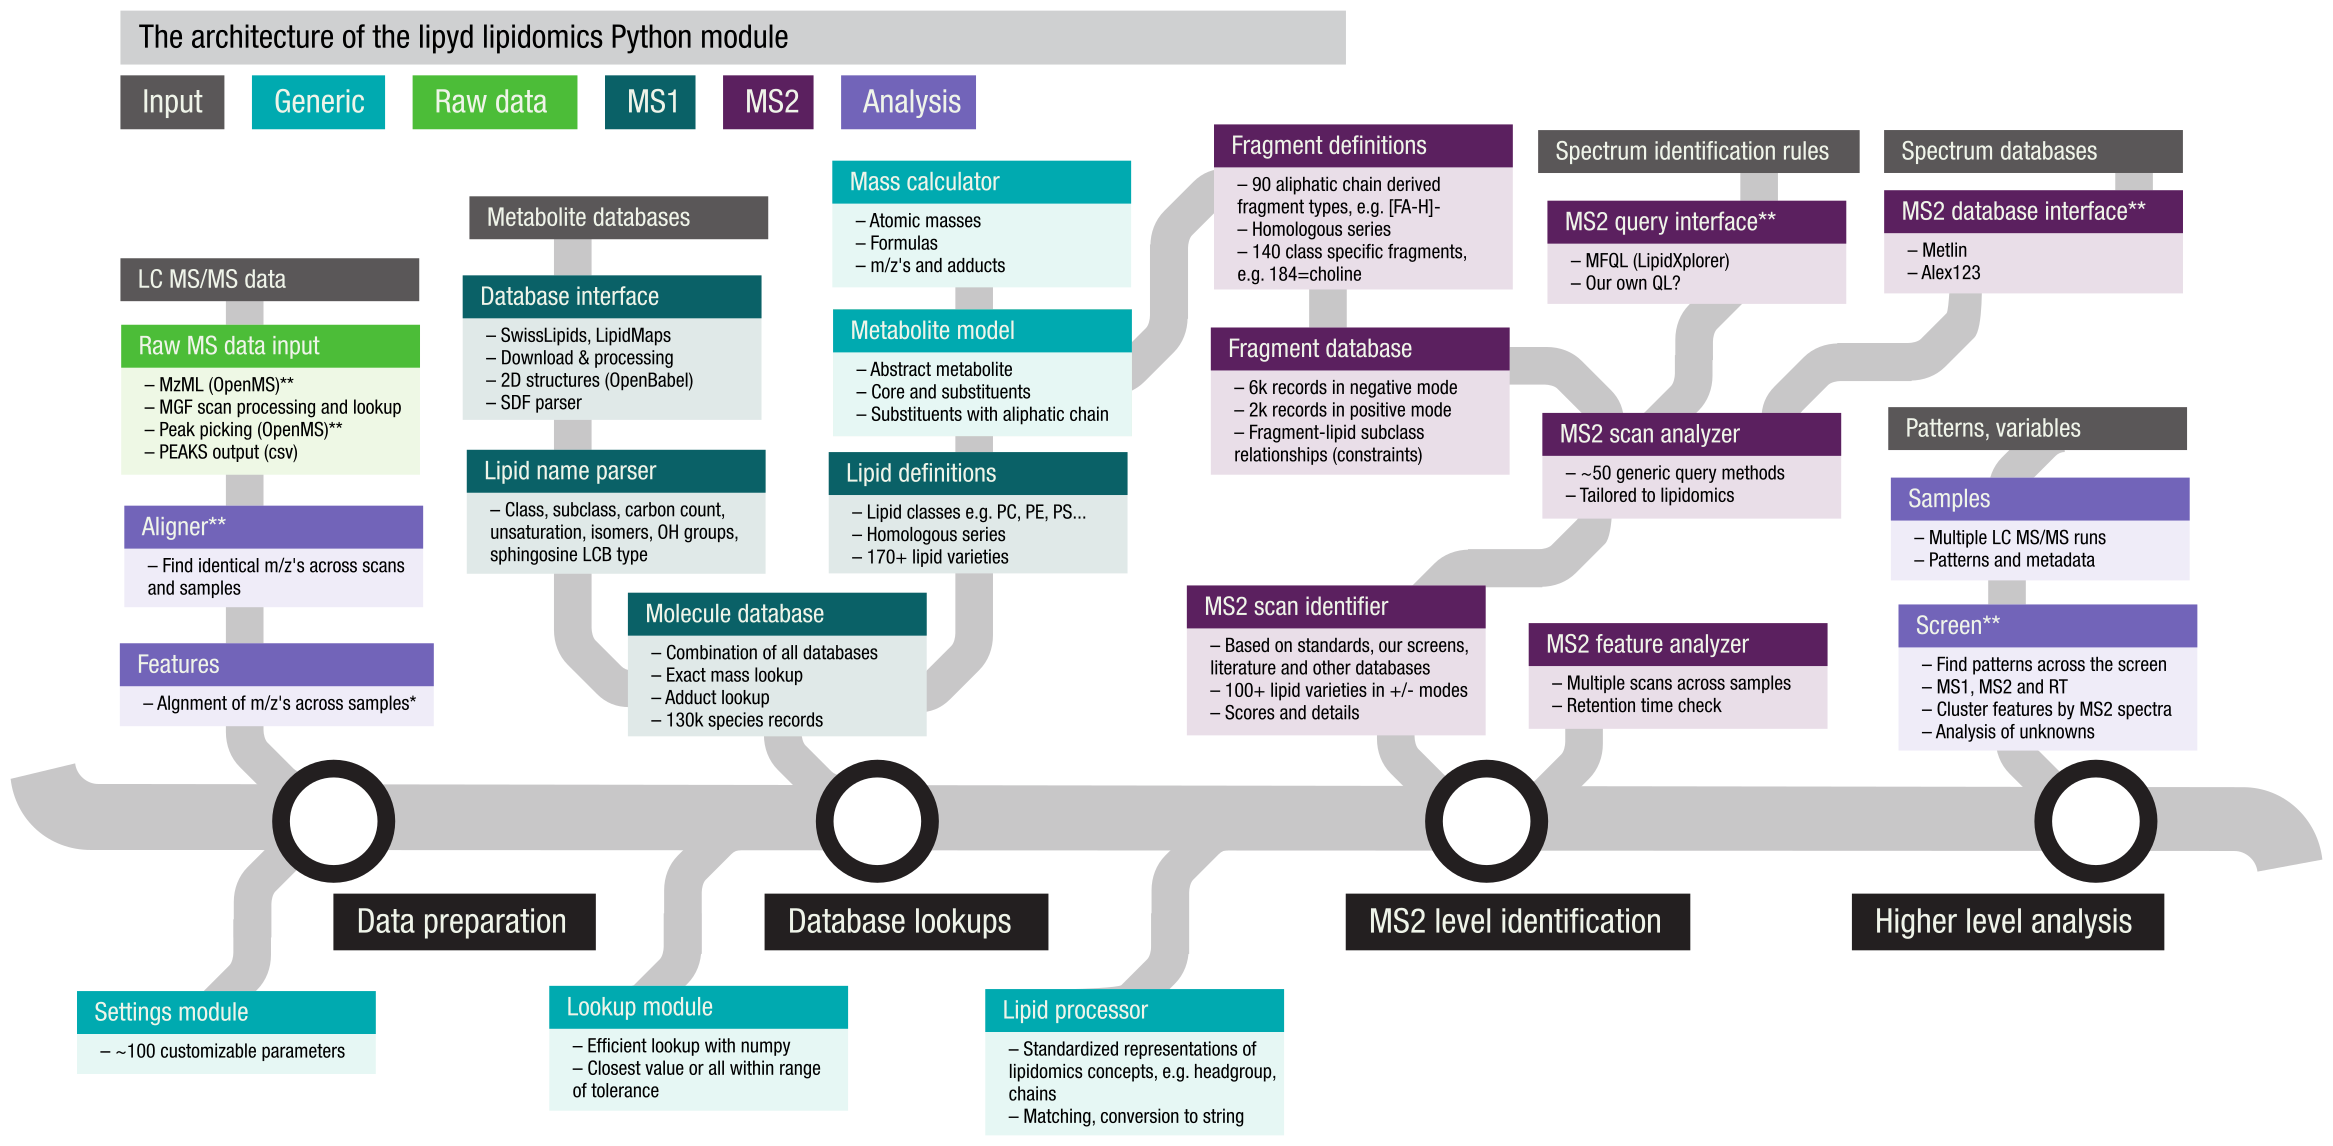 The architecture of the lipyd lipidomics Python module
Input
Generic
Raw data
MS1
MS2
Analysis
LC MS/MS data
Raw MS data input
– MzML (OpenMS)**
– MGF scan processing and lookup
– Peak picking (OpenMS)**
– PEAKS output (csv)
Aligner**
– Find identical m/z's across scans
and samples
Features
– Algnment of m/z's across samples*
Metabolite databases
Database interface
– SwissLipids, LipidMaps
– Download & processing
– 2D structures (OpenBabel)
– SDF parser
Lipid name parser
– Class, subclass, carbon count,
unsaturation, isomers, OH groups,
sphingosine LCB type
Mass calculator
– Atomic masses
– Formulas
– m/z's and adducts
Metabolite model
– Abstract metabolite
– Core and substituents
– Substituents with aliphatic chain
Lipid definitions
– Lipid classes e.g. PC, PE, PS...
– Homologous series
– 170+ lipid varieties
Molecule database
– Combination of all databases
– Exact mass lookup
– Adduct lookup
– 130k species records
Fragment definitions
– 90 aliphatic chain derived
fragment types, e.g. [FA-H]-
– Homologous series
– 140 class specific fragments,
e.g. 184=choline
Fragment database
– 6k records in negative mode
– 2k records in positive mode
– Fragment-lipid subclass
relationships (constraints)
Spectrum identification rules
MS2 query interface**
– MFQL (LipidXplorer)
– Our own QL?
Spectrum databases
MS2 database interface**
– Metlin
– Alex123
MS2 scan analyzer
– ~50 generic query methods
– Tailored to lipidomics
MS2 scan identifier
– Based on standards, our screens,
literature and other databases
– 100+ lipid varieties in +/- modes
– Scores and details
MS2 feature analyzer
– Multiple scans across samples
– Retention time check
Patterns, variables
Samples
– Multiple LC MS/MS runs
– Patterns and metadata
Screen**
– Find patterns across the screen
– MS1, MS2 and RT
– Cluster features by MS2 spectra
– Analysis of unknowns
Data preparation
Database lookups
MS2 level identification
Higher level analysis
Settings module
– ~100 customizable parameters
Lookup module
– Efficient lookup with numpy
– Closest value or all within range
of tolerance
Lipid processor
– Standardized representations of
lipidomics concepts, e.g. headgroup,
chains
– Matching, conversion to string